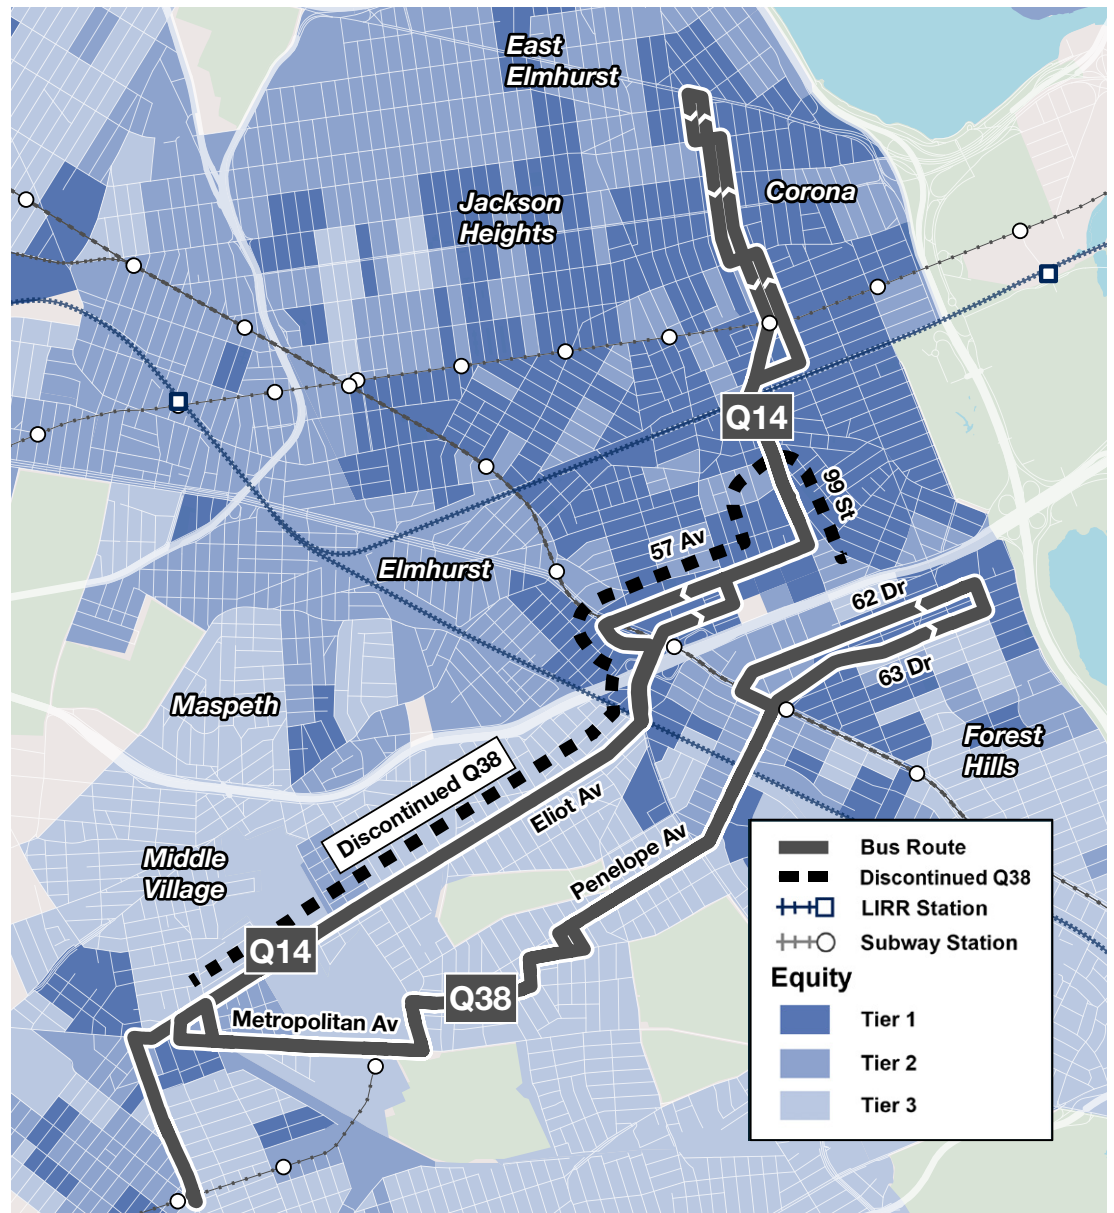 East
Elmhurst
Corona
Jackson
Heights
Q14
99 St
57 Av
Elmhurst
62 Dr
63 Dr
Maspeth
Forest
Hills
Discontinued Q38
Eliot Av
Penelope Av
Middle
Village
Q14
Q38
Metropolitan Av
Bus Route
Discontinued Q38
LIRR Station
Subway Station
Equity
Tier 1
Tier 2
Tier 3